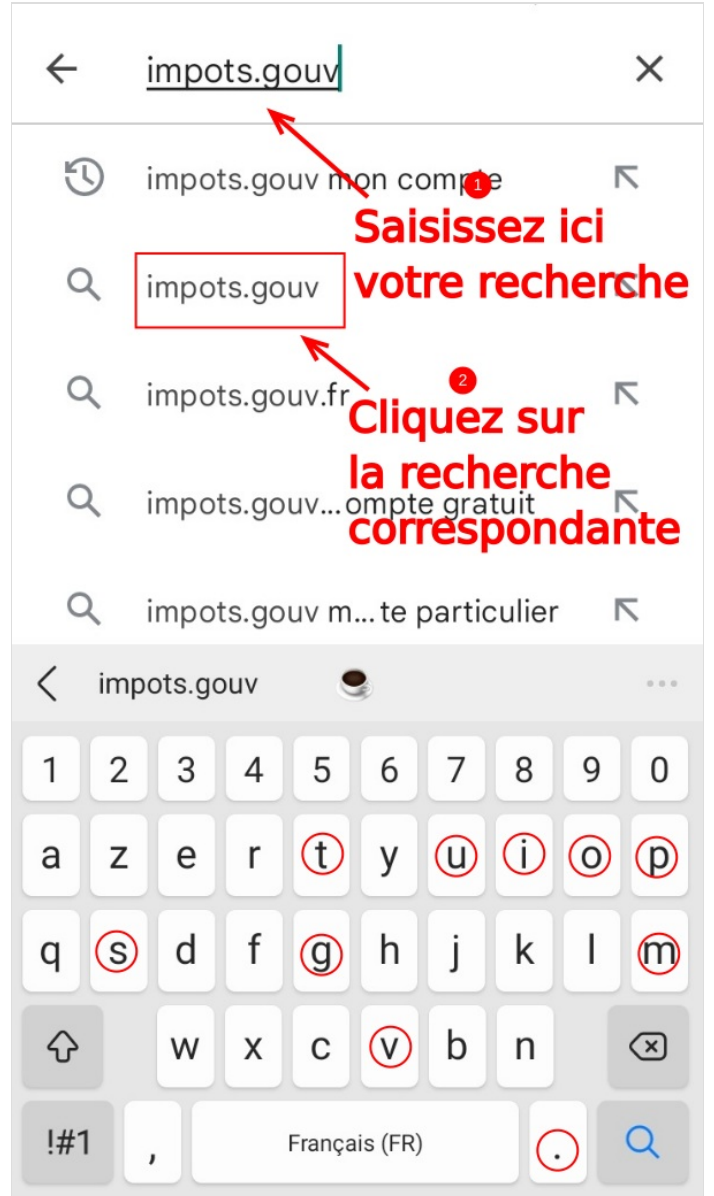 impots.gouv
impots.gouv mon compte
1
Saisissez ici
votre recherche
impots.gouv
impots.gouv.fr
2
Cliquez sur
la recherche
correspondante
impots.gouv...ompte gratuit
impots.gouv m...te particulier
impots.gouv
1 2 3 4 5 6 7 8 9 0
a z e r t y u i o p
q s d f g h j k l m
w x c v b n
!#1 , Français (FR) .